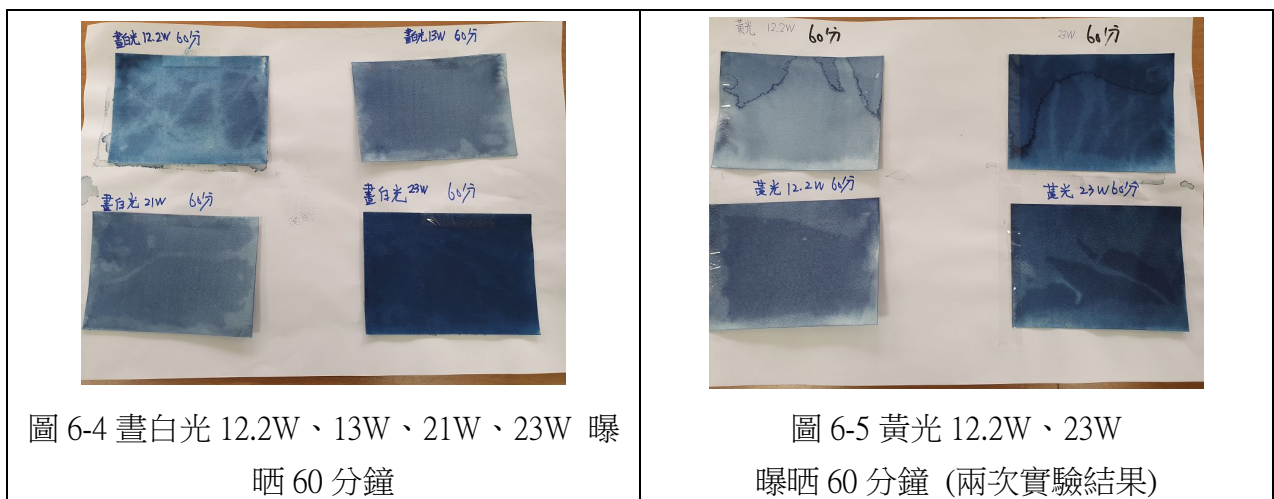 晝白光 12.2W 60分
晝白光 13W 60分
晝白光 21W 60分
晝白光 23W 60分
黃光 12.2W 60分
23W 60分
黃光 12.2W 60分
黃光 23W 60分
圖 6-4 晝白光 12.2W、13W、21W、23W 曝
晒 60 分鐘
圖 6-5 黃光 12.2W、23W
曝晒 60 分鐘 (兩次實驗結果)